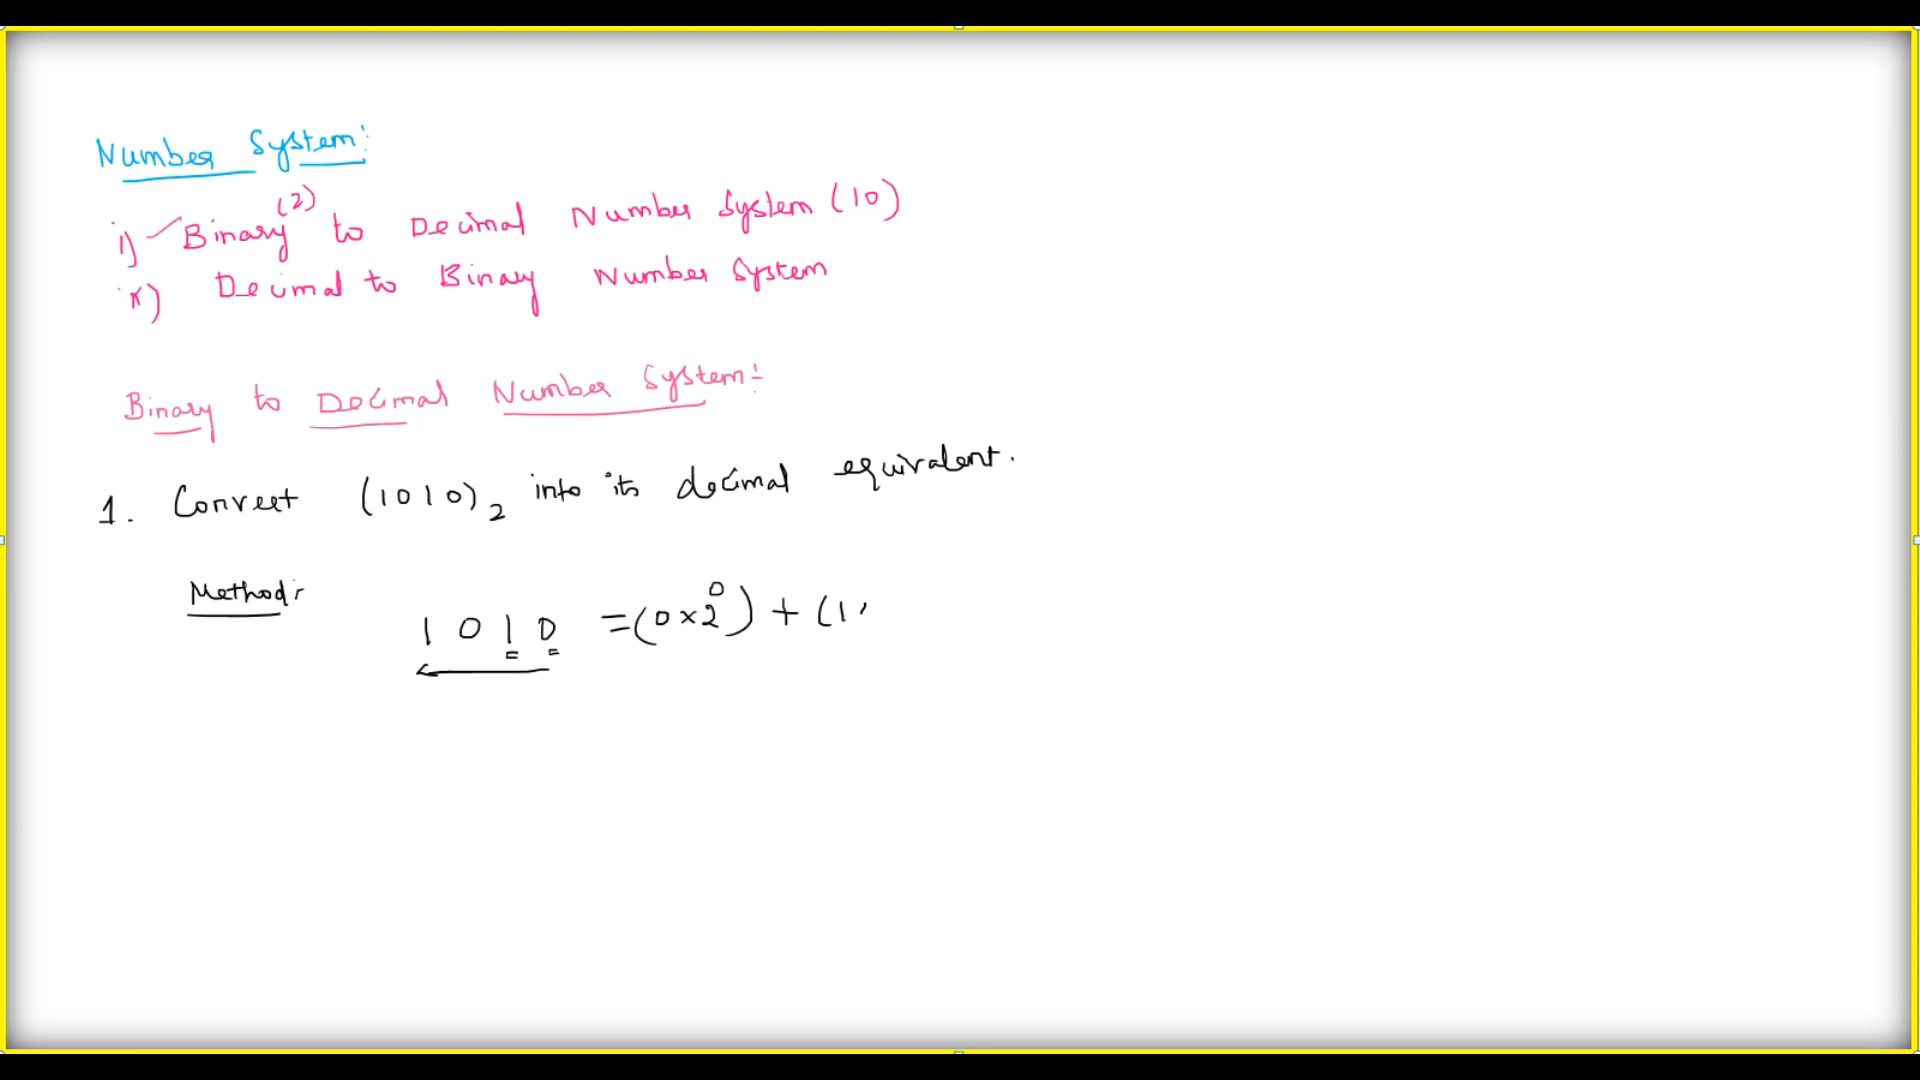 Number System:
i) Binary (2) to Decimal Number System (10)
ii) Decimal to Binary Number System
Binary to Decimal Number System:-
1. Convert (1010)2 into its decimal equivalent.
Method:
1 0 1 0 = (0 × 2^0) + (1